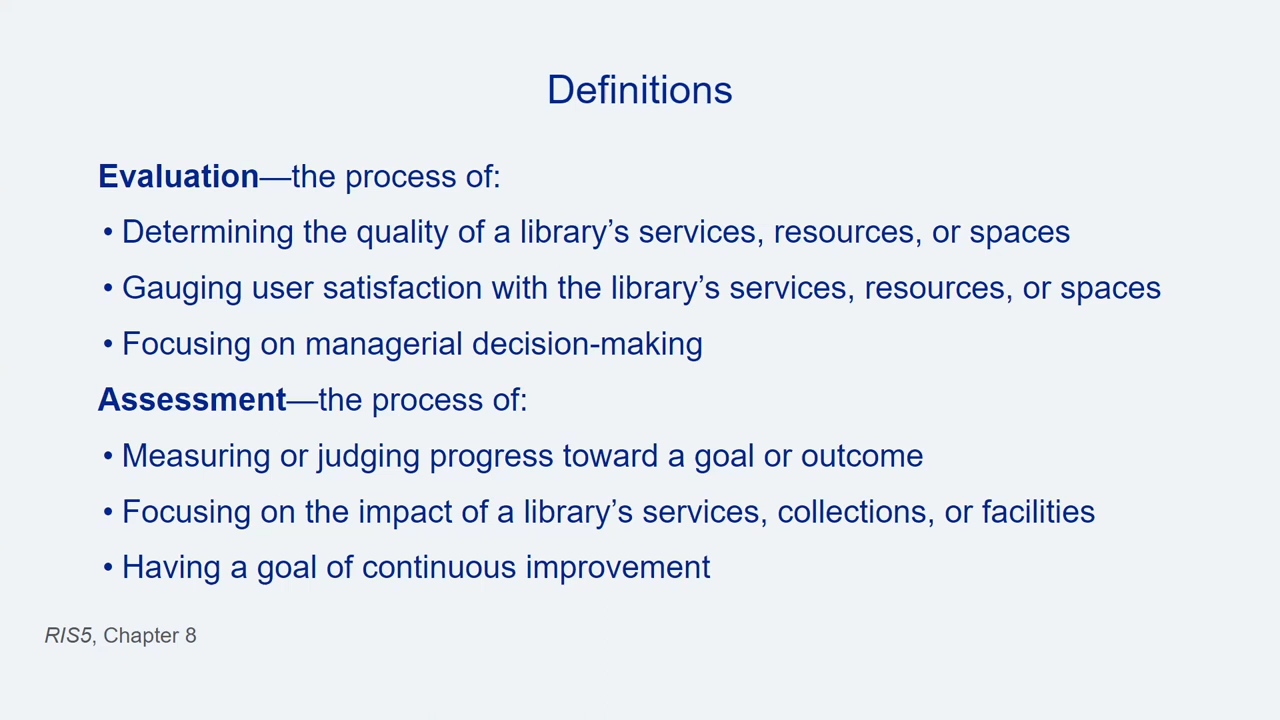 Definitions
Evaluation—the process of:
• Determining the quality of a library’s services, resources, or spaces
• Gauging user satisfaction with the library’s services, resources, or spaces
• Focusing on managerial decision-making
Assessment—the process of:
• Measuring or judging progress toward a goal or outcome
• Focusing on the impact of a library’s services, collections, or facilities
• Having a goal of continuous improvement
RIS5, Chapter 8